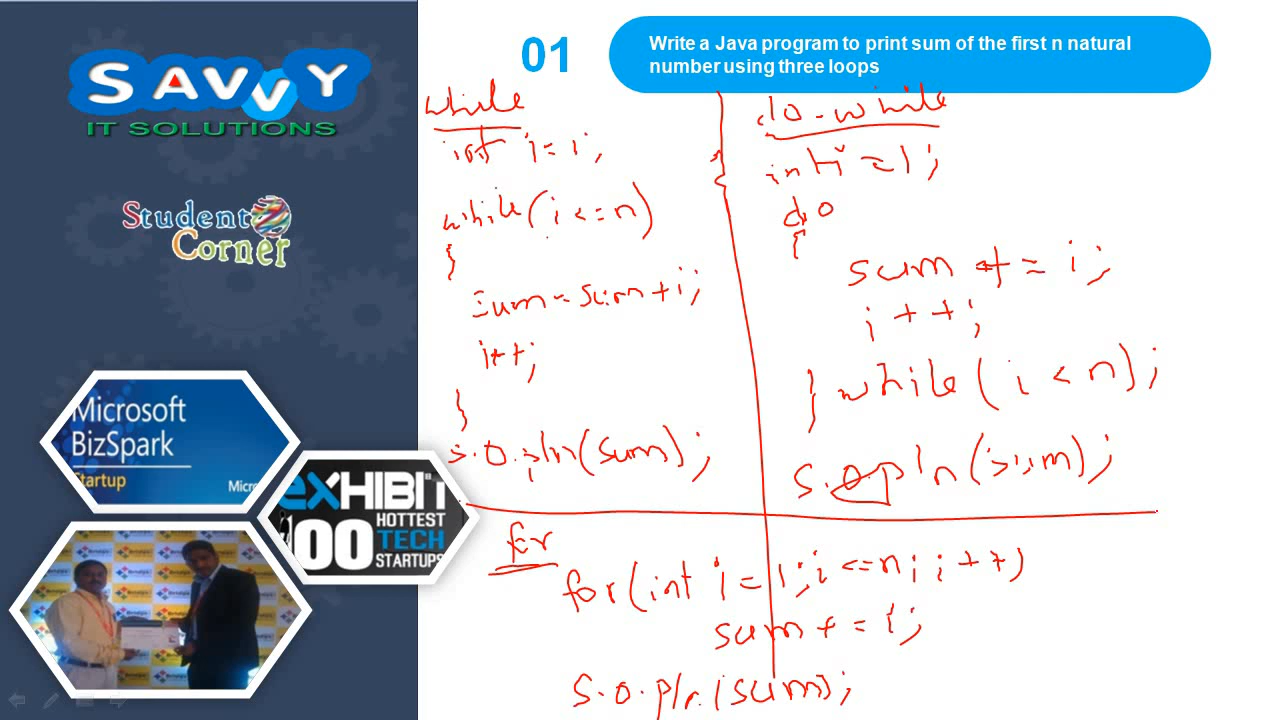 SAVVY
IT SOLUTIONS
Student
Corner
Microsoft
BizSpark
Startup
Micros
eXHIBIT
100 HOTTEST
TECH
STARTUPS
01
Write a Java program to print sum of the first n natural
number using three loops
while
int i=i;
while(i<=n)
}
sum=sum+i;
i++;
}
s.o.pln(sum);
do-while
int i=1;
do
{
sum+=i;
i++;
}while(i<n);
s.opln(sum);
for
for(int i=1;i<=n;i++)
sum+=i;
s.o.pln(sum);